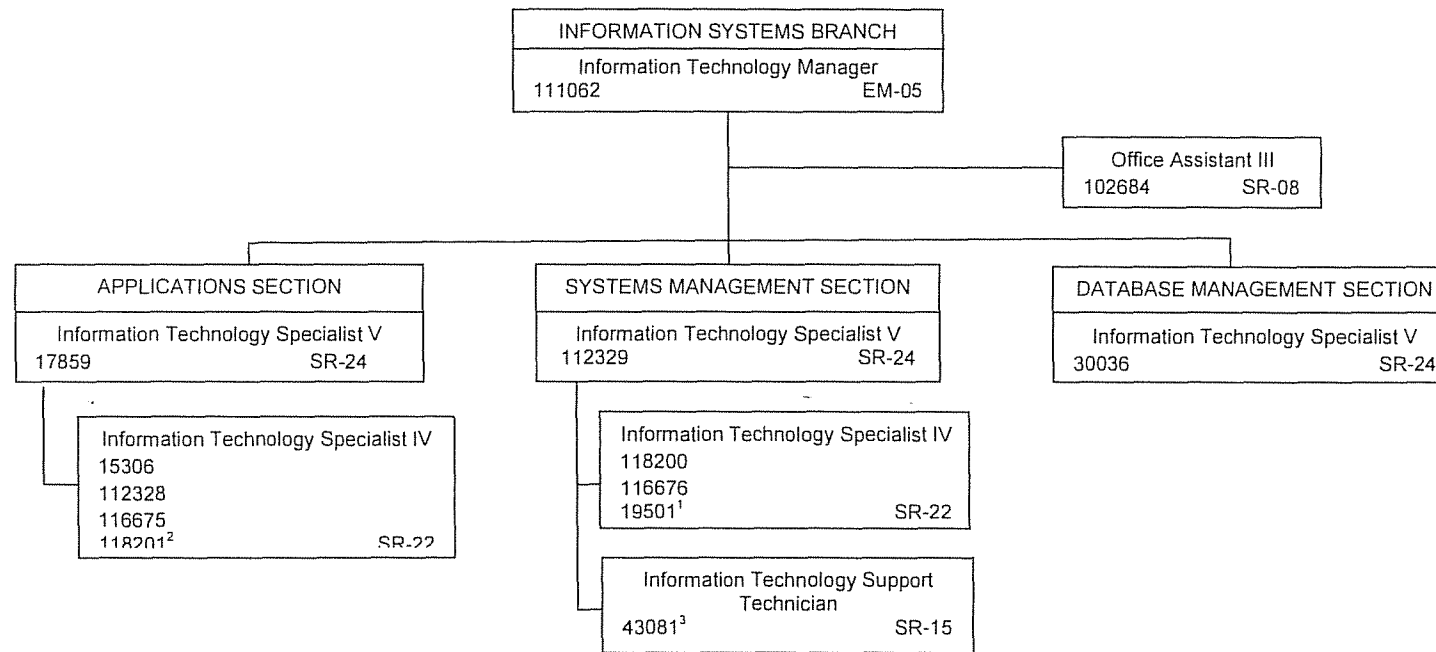 INFORMATION SYSTEMS BRANCH
Information Technology Manager
111062 EM-05
Office Assistant III
102684 SR-08
APPLICATIONS SECTION
Information Technology Specialist V
17859 SR-24
Information Technology Specialist IV
15306
112328
116675
118201² SR-22
SYSTEMS MANAGEMENT SECTION
Information Technology Specialist V
112329 SR-24
Information Technology Specialist IV
118200
116676
19501¹ SR-22
Information Technology Support
Technician
43081³ SR-15
DATABASE MANAGEMENT SECTION
Information Technology Specialist V
30036 SR-24